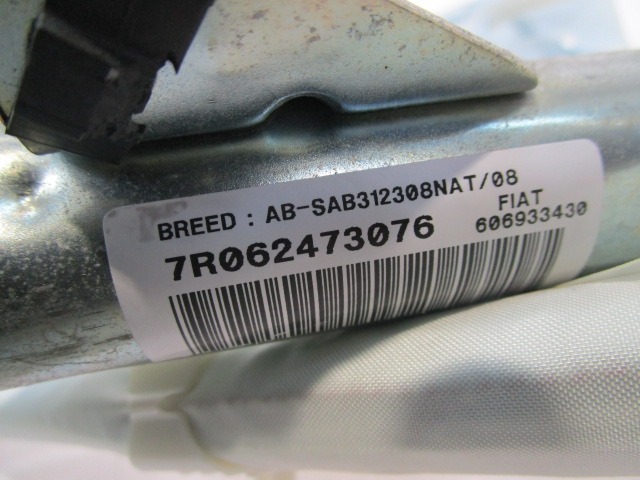 BREED : AB-SAB312308NAT/08
7R062473076
FIAT
606933430